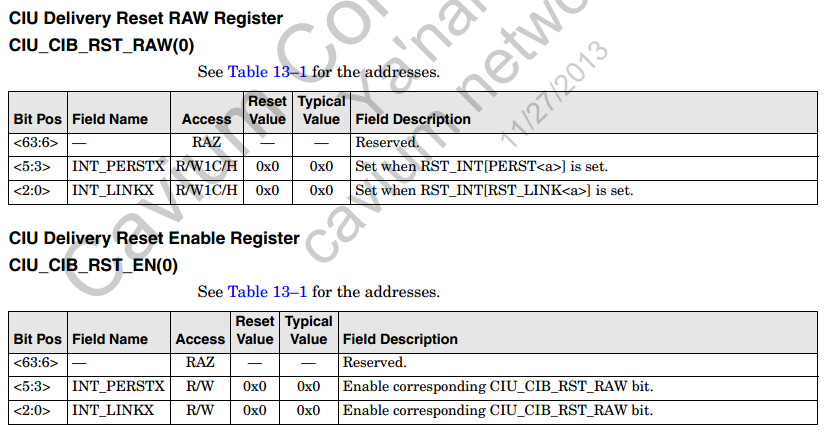 CIU Delivery Reset RAW Register
CIU_CIB_RST_RAW(0)
See Table 13–1 for the addresses.
Bit Pos Field Name Access Reset Value Typical Value Field Description
<63:6> — RAZ — — Reserved.
<5:3> INT_PERSTX R/W1C/H 0x0 0x0 Set when RST_INT[PERST<a>] is set.
<2:0> INT_LINKX R/W1C/H 0x0 0x0 Set when RST_INT[RST_LINK<a>] is set.
CIU Delivery Reset Enable Register
CIU_CIB_RST_EN(0)
See Table 13–1 for the addresses.
Bit Pos Field Name Access Reset Value Typical Value Field Description
<63:6> — RAZ — — Reserved.
<5:3> INT_PERSTX R/W 0x0 0x0 Enable corresponding CIU_CIB_RST_RAW bit.
<2:0> INT_LINKX R/W 0x0 0x0 Enable corresponding CIU_CIB_RST_RAW bit.
Cavium
cavium
11/27/2013